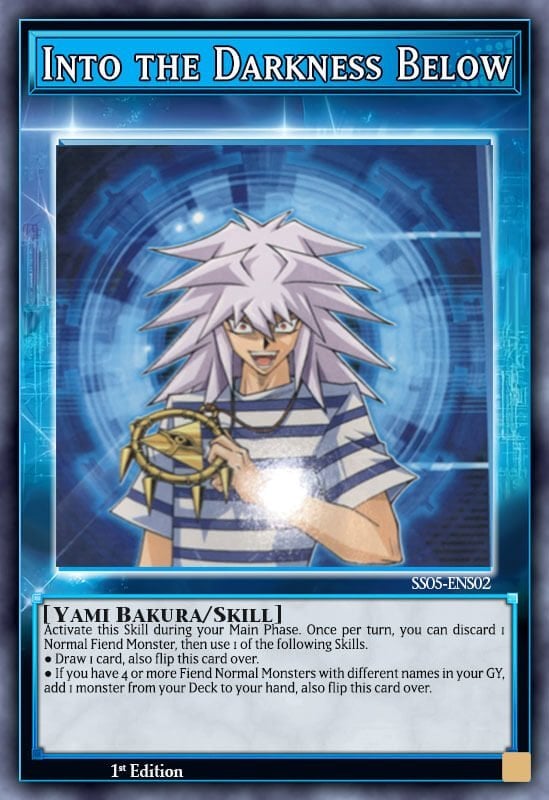 INTO THE DARKNESS BELOW
SS05-ENS02
[YAMI BAKURA/SKILL]
Activate this Skill during your Main Phase. Once per turn, you can discard 1
Normal Fiend Monster, then use 1 of the following Skills.
● Draw 1 card, also flip this card over.
● If you have 4 or more Fiend Normal Monsters with different names in your GY,
add 1 monster from your Deck to your hand, also flip this card over.
1st Edition